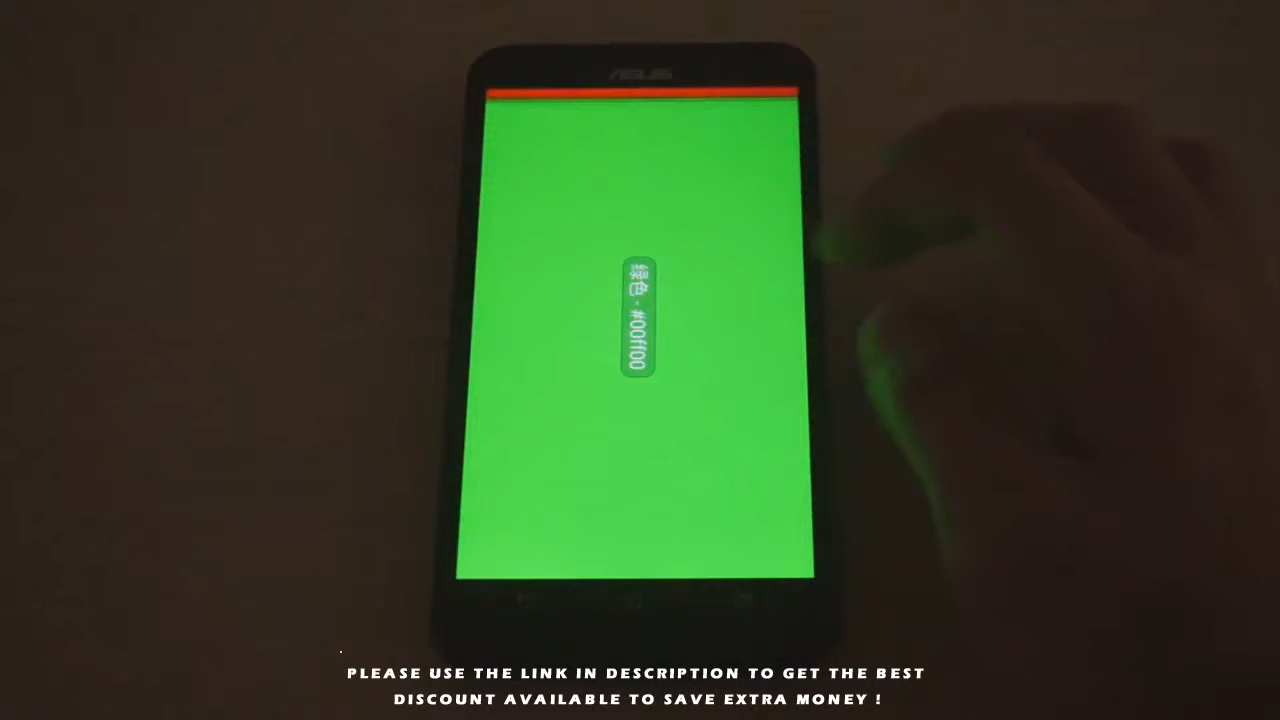 ASUS
绿色 - #00ff00
PLEASE USE THE LINK IN DESCRIPTION TO GET THE BEST
DISCOUNT AVAILABLE TO SAVE EXTRA MONEY !